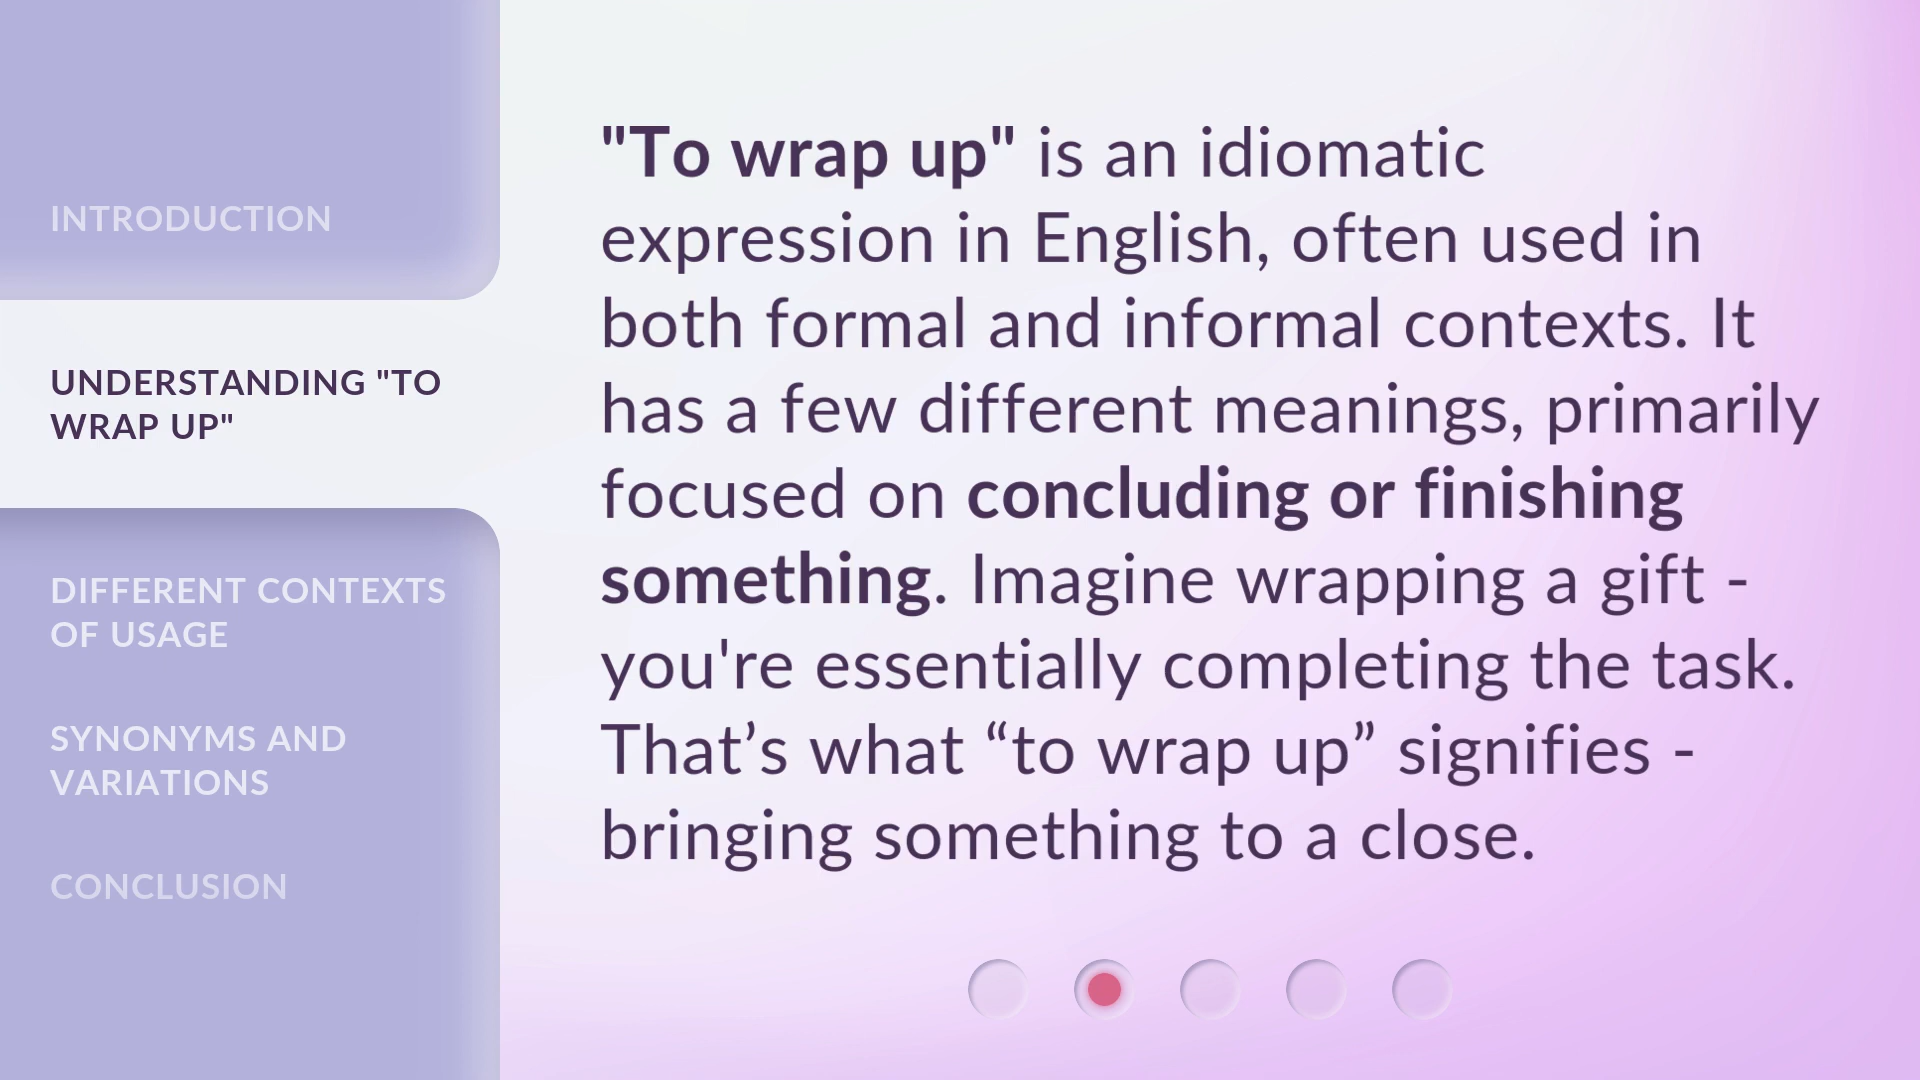 INTRODUCTION
UNDERSTANDING "TO
WRAP UP"
DIFFERENT CONTEXTS
OF USAGE
SYNONYMS AND
VARIATIONS
CONCLUSION
"To wrap up" is an idiomatic
expression in English, often used in
both formal and informal contexts. It
has a few different meanings, primarily
focused on concluding or finishing
something. Imagine wrapping a gift -
you're essentially completing the task.
That’s what “to wrap up” signifies -
bringing something to a close.